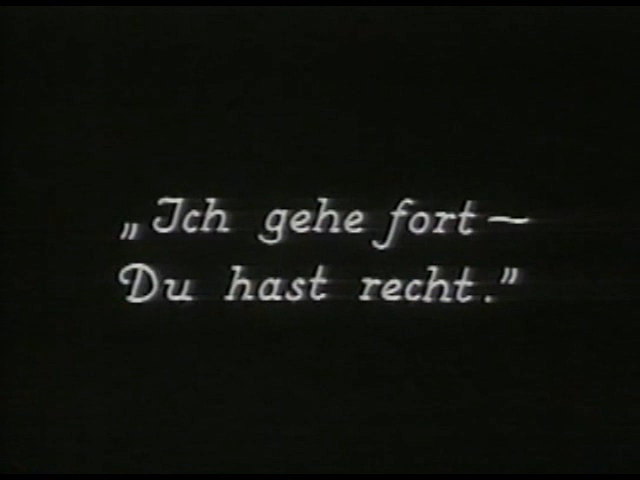 „Ich gehe fort —
Du hast recht."